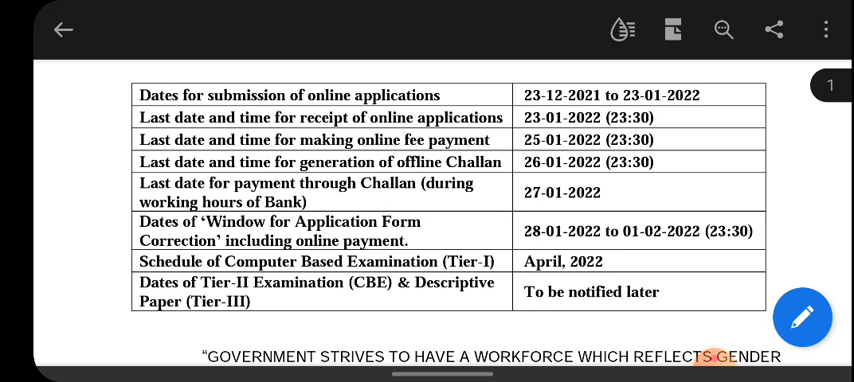 1
Dates for submission of online applications 23-12-2021 to 23-01-2022
Last date and time for receipt of online applications 23-01-2022 (23:30)
Last date and time for making online fee payment 25-01-2022 (23:30)
Last date and time for generation of offline Challan 26-01-2022 (23:30)
Last date for payment through Challan (during
working hours of Bank) 27-01-2022
Dates of ‘Window for Application Form
Correction’ including online payment. 28-01-2022 to 01-02-2022 (23:30)
Schedule of Computer Based Examination (Tier-I) April, 2022
Dates of Tier-II Examination (CBE) & Descriptive
Paper (Tier-III) To be notified later
“GOVERNMENT STRIVES TO HAVE A WORKFORCE WHICH REFLECTS GENDER